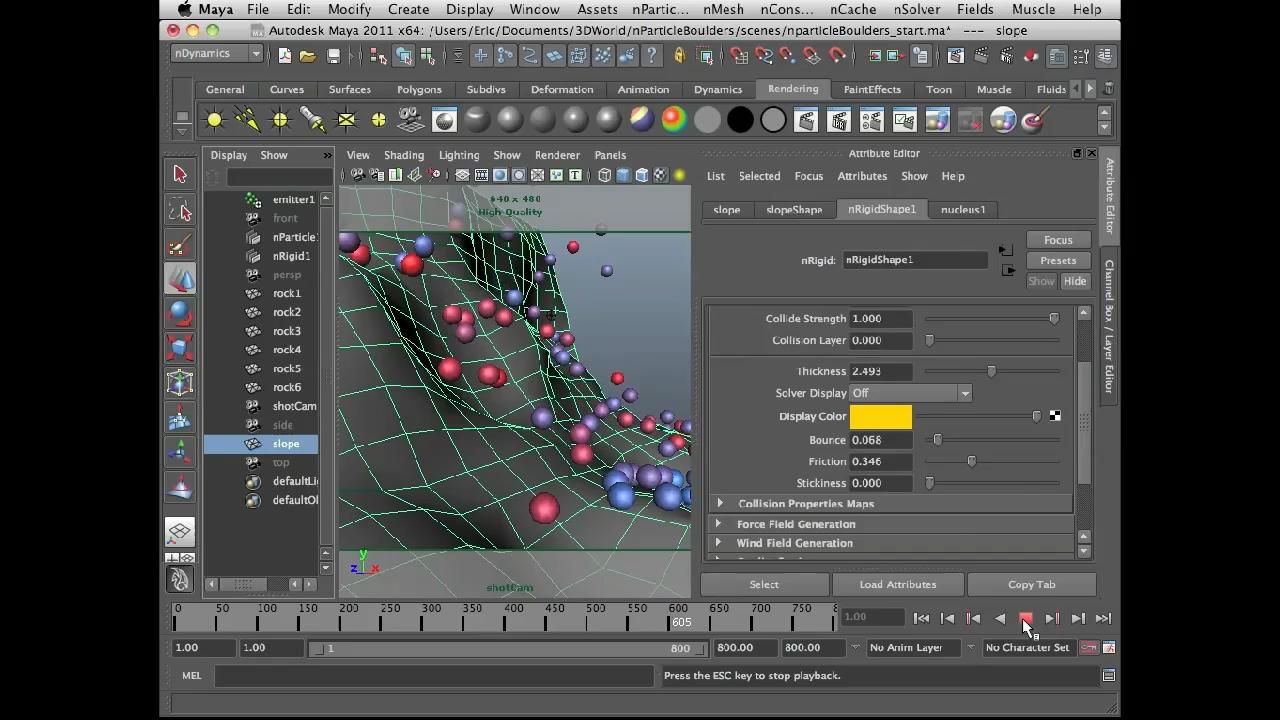 Maya File Edit Modify Create Display Window Assets nPartic... nMesh nCons... nCache nSolver Fields Muscle Help
Autodesk Maya 2011 x64: /Users/Eric/Documents/3DWorld/nParticleBoulders/scenes/nparticleBoulders_start.ma* --- slope
nDynamics
General Curves Surfaces Polygons Subdivs Deformation Animation Dynamics Rendering PaintEffects Toon Muscle Fluids
Display Show »
View Shading Lighting Show Renderer Panels
Attribute Editor
List Selected Focus Attributes Show Help
emitter1
front
nParticle
nRigid1
persp
rock1
rock2
rock3
rock4
rock5
rock6
shotCam
side
slope
top
defaultLi
defaultOl
640 x 480
High Quality
y
z x
shotCam
slope slopeShape nRigidShape1 nucleus1
nRigid: nRigidShape1
Focus
Presets
Show Hide
Collide Strength 1.000
Collision Layer 0.000
Thickness 2.493
Solver Display Off
Display Color
Bounce 0.068
Friction 0.346
Stickiness 0.000
Collision Properties Maps
Force Field Generation
Wind Field Generation
Select Load Attributes Copy Tab
Attribute Editor
Channel Box / Layer Editor
0 50 100 150 200 250 300 350 400 450 500 550 600 650 700 750 8
605
1.00
1.00 1.00 1 800 800.00 800.00 No Anim Layer No Character Set
MEL Press the ESC key to stop playback.